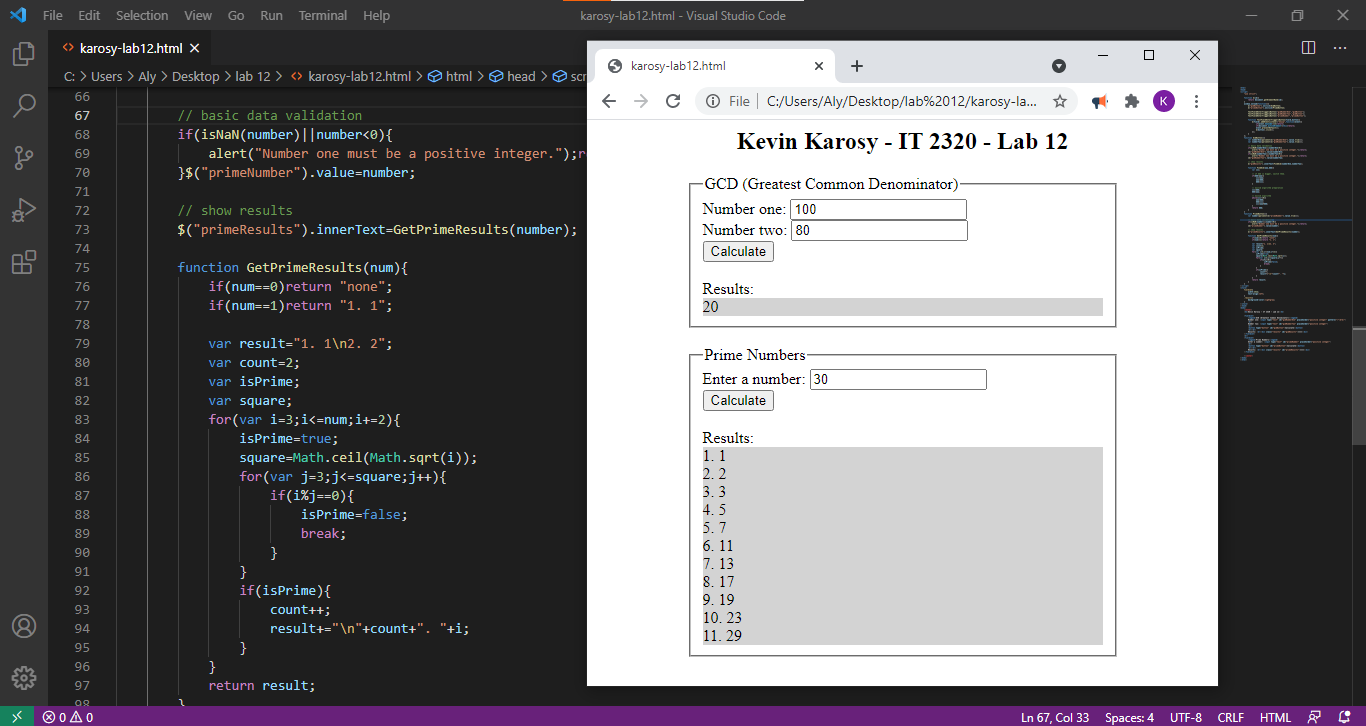 File Edit Selection View Go Run Terminal Help
karosy-lab12.html - Visual Studio Code
karosy-lab12.html
C: > Users > Aly > Desktop > lab 12 > karosy-lab12.html > html > head > scr
66
67 // basic data validation
68 if(isNaN(number)||number<0){
69 alert("Number one must be a positive integer.");r
70 }$("primeNumber").value=number;
71
72 // show results
73 $("primeResults").innerText=GetPrimeResults(number);
74
75 function GetPrimeResults(num){
76 if(num==0)return "none";
77 if(num==1)return "1. 1";
78
79 var result="1. 1\n2. 2";
80 var count=2;
81 var isPrime;
82 var square;
83 for(var i=3;i<=num;i+=2){
84 isPrime=true;
85 square=Math.ceil(Math.sqrt(i));
86 for(var j=3;j<=square;j++){
87 if(i%j==0){
88 isPrime=false;
89 break;
90 }
91 }
92 if(isPrime){
93 count++;
94 result+="\n"+count+". "+i;
95 }
96 }
97 return result;
98 }
karosy-lab12.html
File | C:/Users/Aly//Desktop/lab%2012/karosy-la...
K
Kevin Karosy - IT 2320 - Lab 12
GCD (Greatest Common Denominator)
Number one: 100
Number two: 80
Calculate
Results:
20
Prime Numbers
Enter a number: 30
Calculate
Results:
1. 1
2. 2
3. 3
4. 5
5. 7
6. 11
7. 13
8. 17
9. 19
10. 23
11. 29
0 0
Ln 67, Col 33 Spaces: 4 UTF-8 CRLF HTML